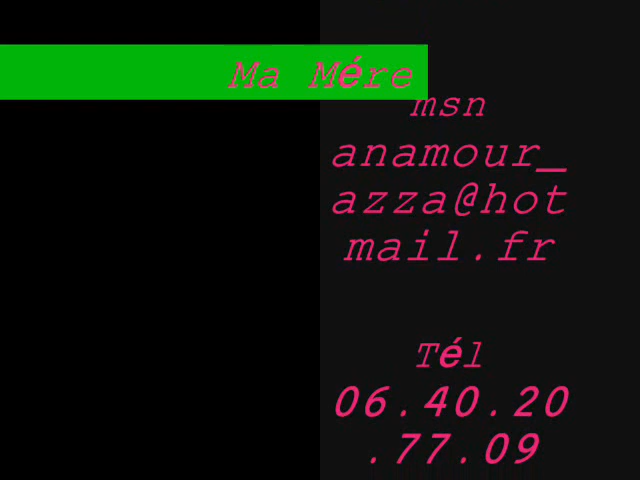 Ma Mére
msn
anamour_
azza@hot
mail.fr
Tél
06.40.20
.77.09